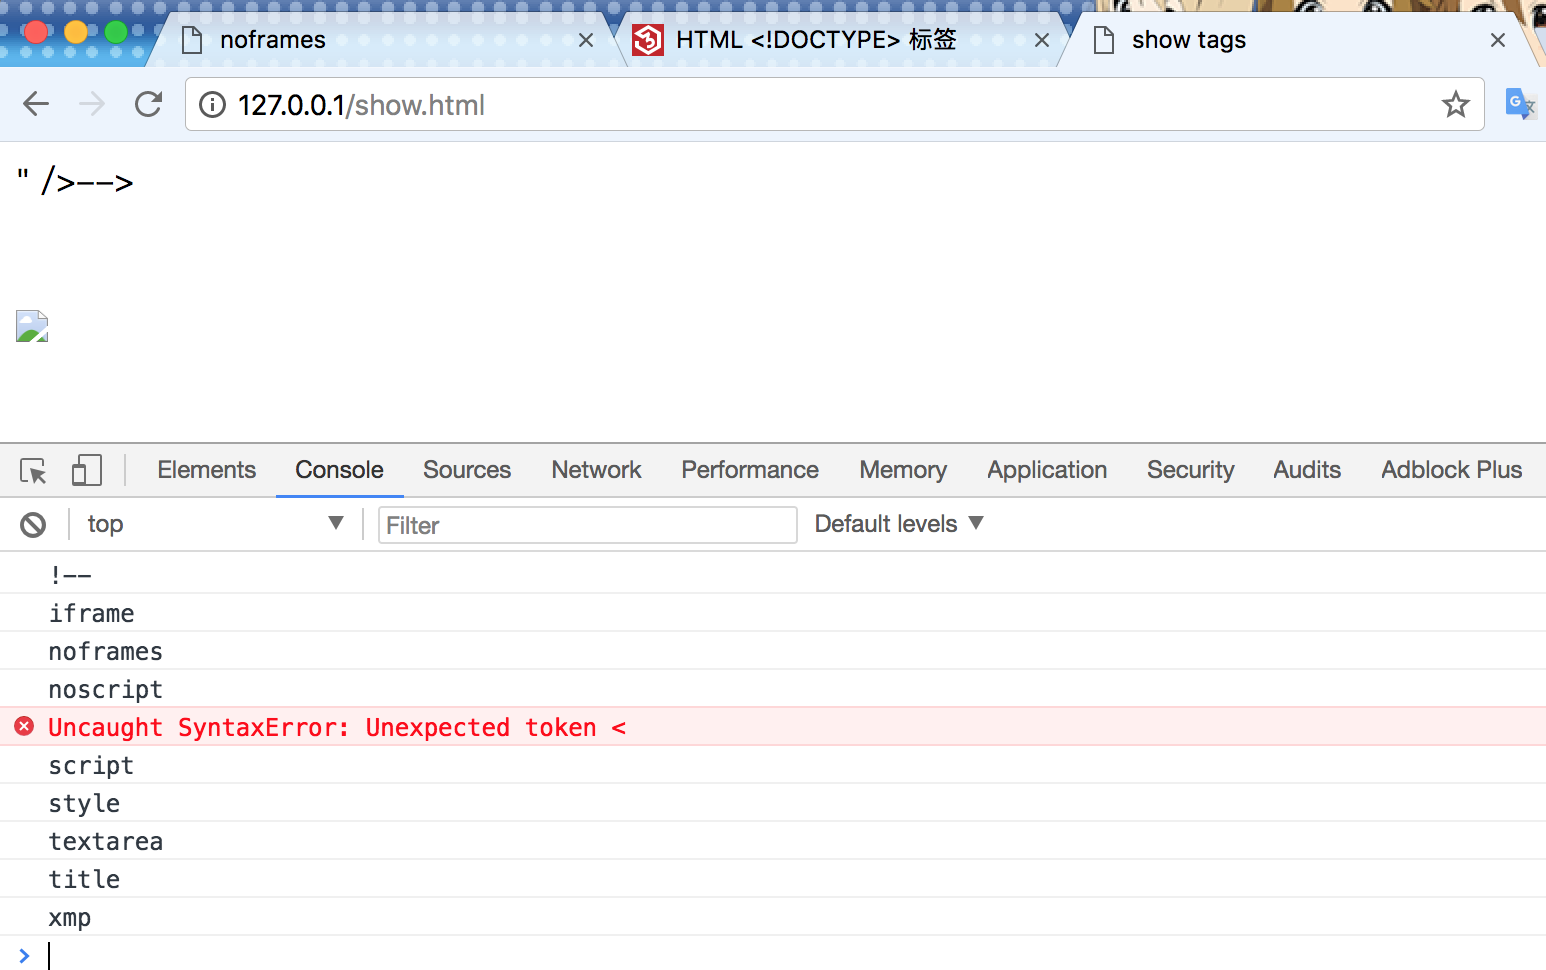 noframes
HTML <!DOCTYPE> 标签
show tags
127.0.0.1/show.html
" />-->
Elements Console Sources Network Performance Memory Application Security Audits Adblock Plus
top Filter Default levels
!--
iframe
noframes
noscript
Uncaught SyntaxError: Unexpected token <
script
style
textarea
title
xmp